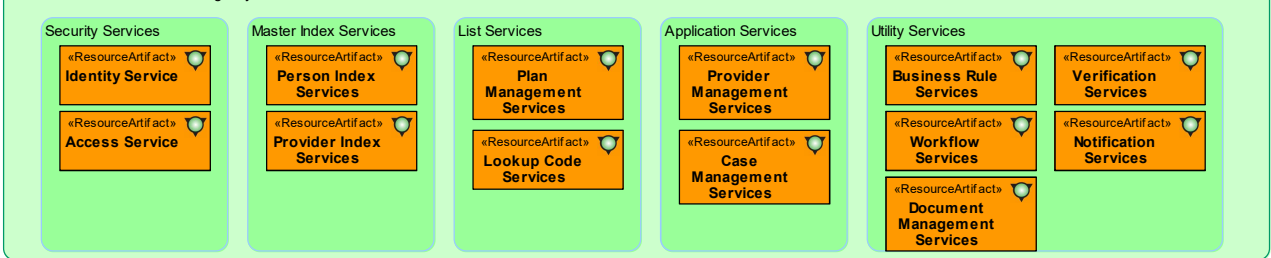 Security Services
«ResourceArtifact»
Identity Service
«ResourceArtifact»
Access Service
Master Index Services
«ResourceArtifact»
Person Index
Services
«ResourceArtifact»
Provider Index
Services
List Services
«ResourceArtifact»
Plan
Management
Services
«ResourceArtifact»
Lookup Code
Services
Application Services
«ResourceArtifact»
Provider
Management
Services
«ResourceArtifact»
Case
Management
Services
Utility Services
«ResourceArtifact»
Business Rule
Services
«ResourceArtifact»
Verification
Services
«ResourceArtifact»
Workflow
Services
«ResourceArtifact»
Notification
Services
«ResourceArtifact»
Document
Management
Services